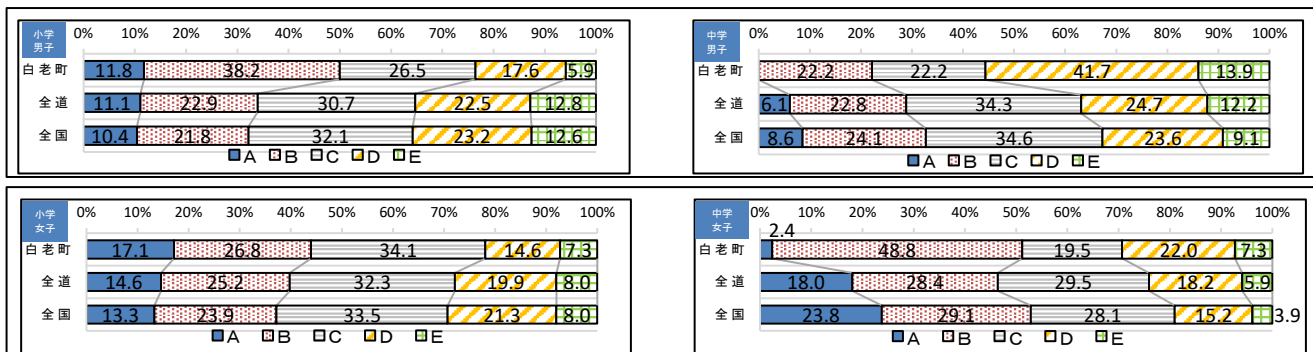 小学
男子
0% 10% 20% 30% 40% 50% 60% 70% 80% 90% 100%
白老町 11.8 38.2 26.5 17.6 5.9
全道 11.1 22.9 30.7 22.5 12.8
全国 10.4 21.8 32.1 23.2 12.6
A B C D E
中学
男子
0% 10% 20% 30% 40% 50% 60% 70% 80% 90% 100%
白老町 22.2 22.2 41.7 13.9
全道 6.1 22.8 34.3 24.7 12.2
全国 8.6 24.1 34.6 23.6 9.1
A B C D E
小学
女子
0% 10% 20% 30% 40% 50% 60% 70% 80% 90% 100%
白老町 17.1 26.8 34.1 14.6 7.3
全道 14.6 25.2 32.3 19.9 8.0
全国 13.3 23.9 33.5 21.3 8.0
A B C D E
中学
女子
0% 10% 20% 30% 40% 50% 60% 70% 80% 90% 100%
白老町 2.4 48.8 19.5 22.0 7.3
全道 18.0 28.4 29.5 18.2 5.9
全国 23.8 29.1 28.1 15.2 3.9
A B C D E